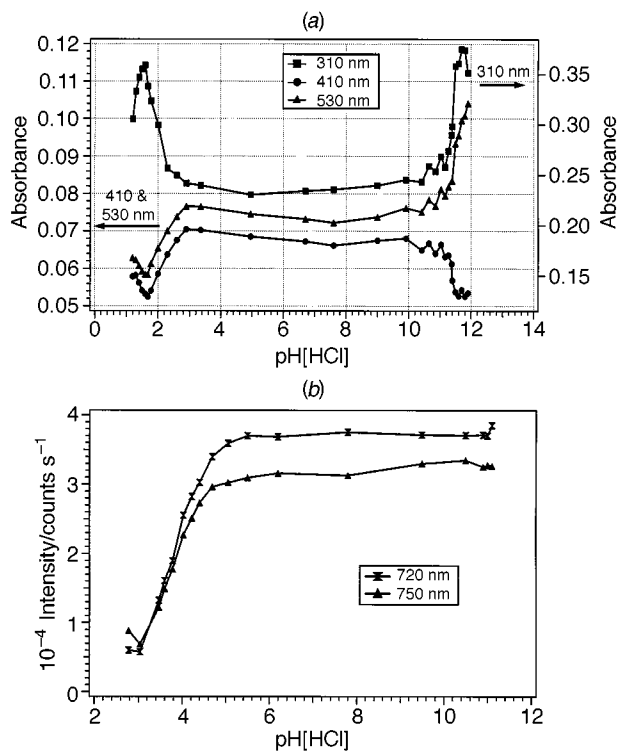 (a)
0.12
0.11
0.10
0.09
0.08
0.07
0.06
0.05
Absorbance
310 nm
410 nm
530 nm
310 nm
410 &
530 nm
0.35
0.30
0.25
0.20
0.15
Absorbance
0 2 4 6 8 10 12 14
pH[HCl]
(b)
4
3
2
1
0
10⁻⁴ Intensity/counts s⁻¹
720 nm
750 nm
2 4 6 8 10 12
pH[HCl]